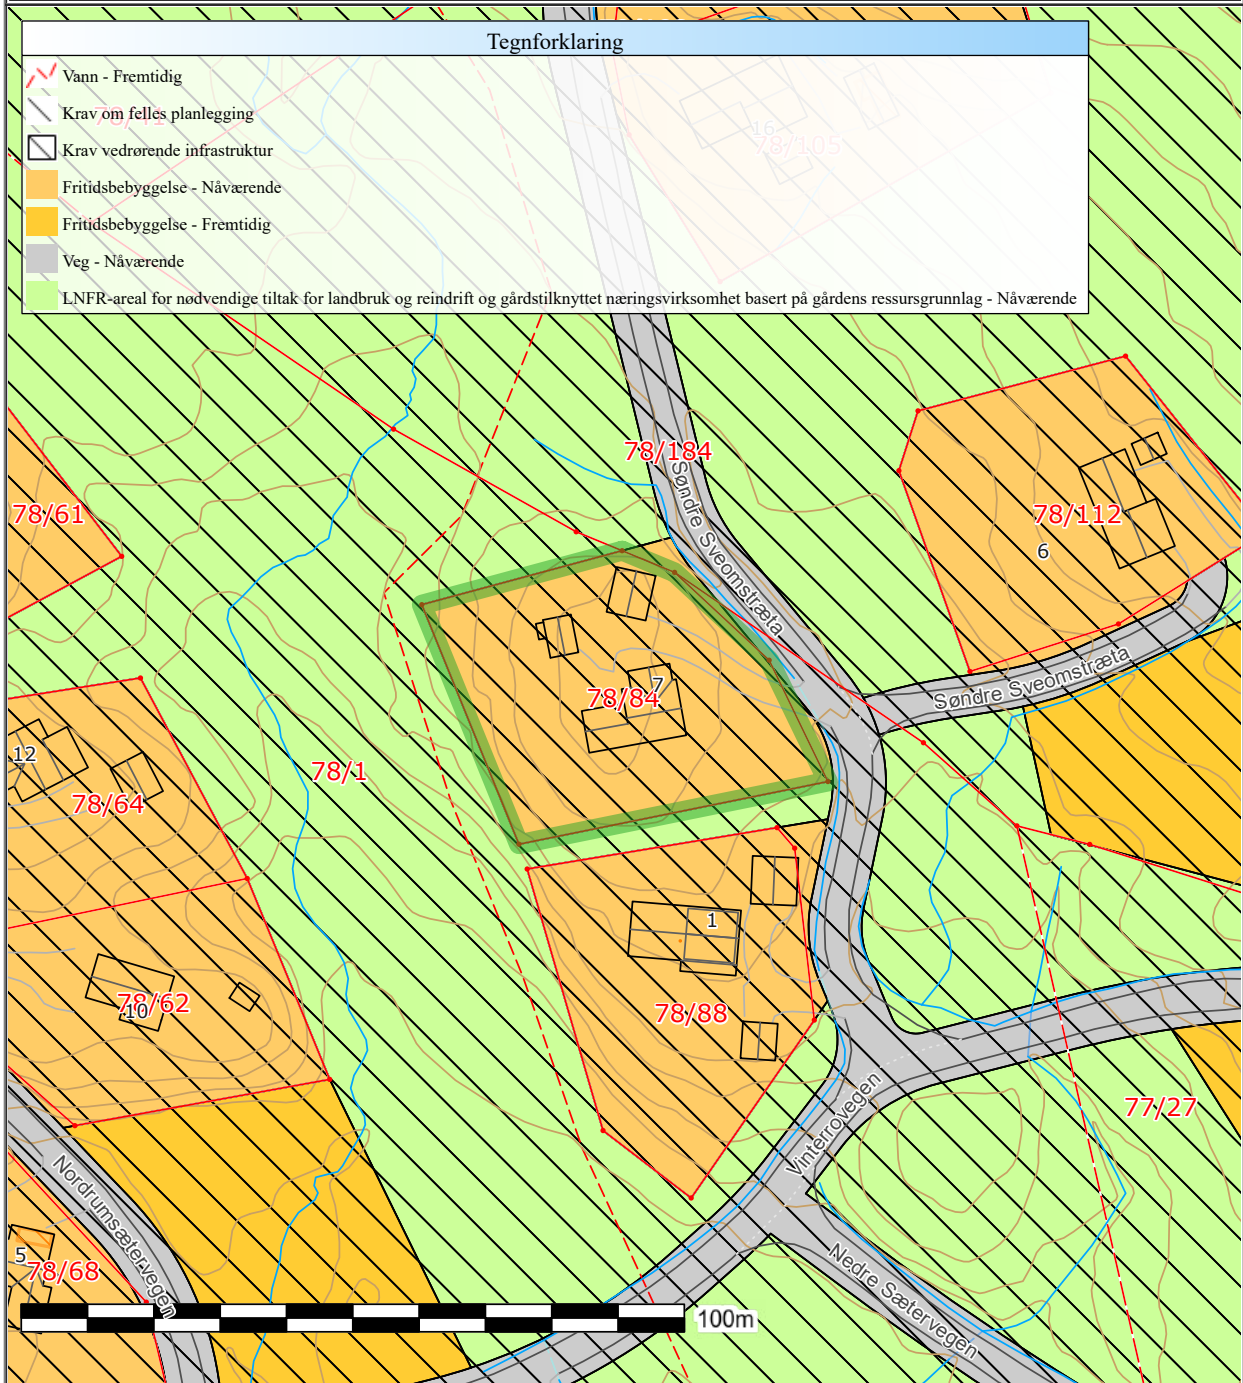 Tegnforklaring
Vann - Fremtidig
Krav om felles planlegging
Krav vedrørende infrastruktur
Fritidsbebyggelse - Nåværende
Fritidsbebyggelse - Fremtidig
Veg - Nåværende
LNFR-areal for nødvendige tiltak for landbruk og reindrift og gårdstilknyttet næringsvirksomhet basert på gårdens ressursgrunnlag - Nåværende
78/41
16
78/105
78/184
Søndre Sveomstræta
78/61
78/112
6
Søndre Sveomstræta
7
78/84
12
78/64
78/1
1
78/62
10
78/88
Vinterrovegen
77/27
Nordrumsætervegen
5
78/68
Nedre Sætervegen
100m